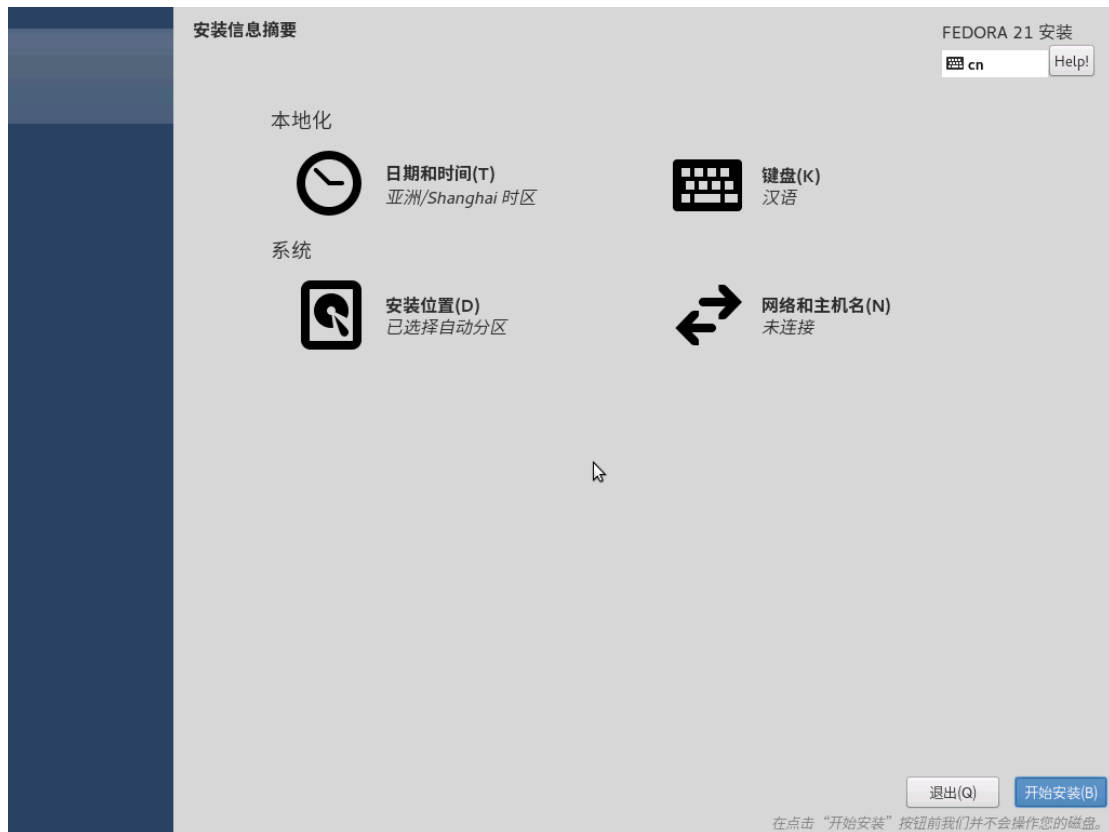 安装信息摘要
FEDORA 21 安装
cn
Help!
本地化
日期和时间(T)
亚洲/Shanghai 时区
键盘(K)
汉语
系统
安装位置(D)
已选择自动分区
网络和主机名(N)
未连接
退出(Q)
开始安装(B)
在点击“开始安装”按钮前我们并不会操作您的磁盘。